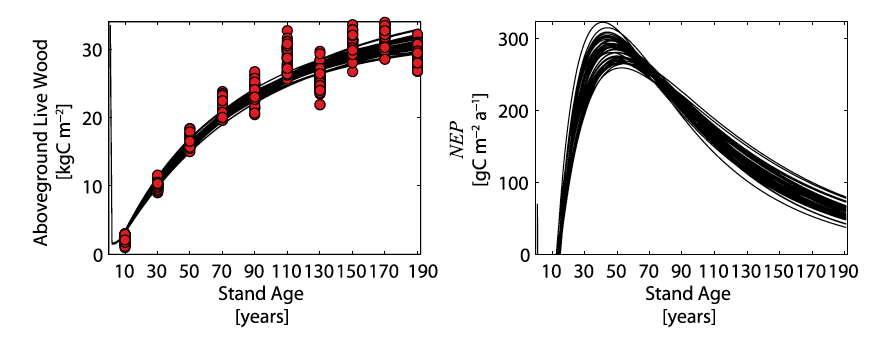 Aboveground Live Wood
[kgC m⁻²]
30
20
10
0
10 30 50 70 90 110 130 150 170 190
Stand Age
[years]
NEP
[gC m⁻² a⁻¹]
300
200
100
0
10 30 50 70 90 110 130 150 170 191
Stand Age
[years]